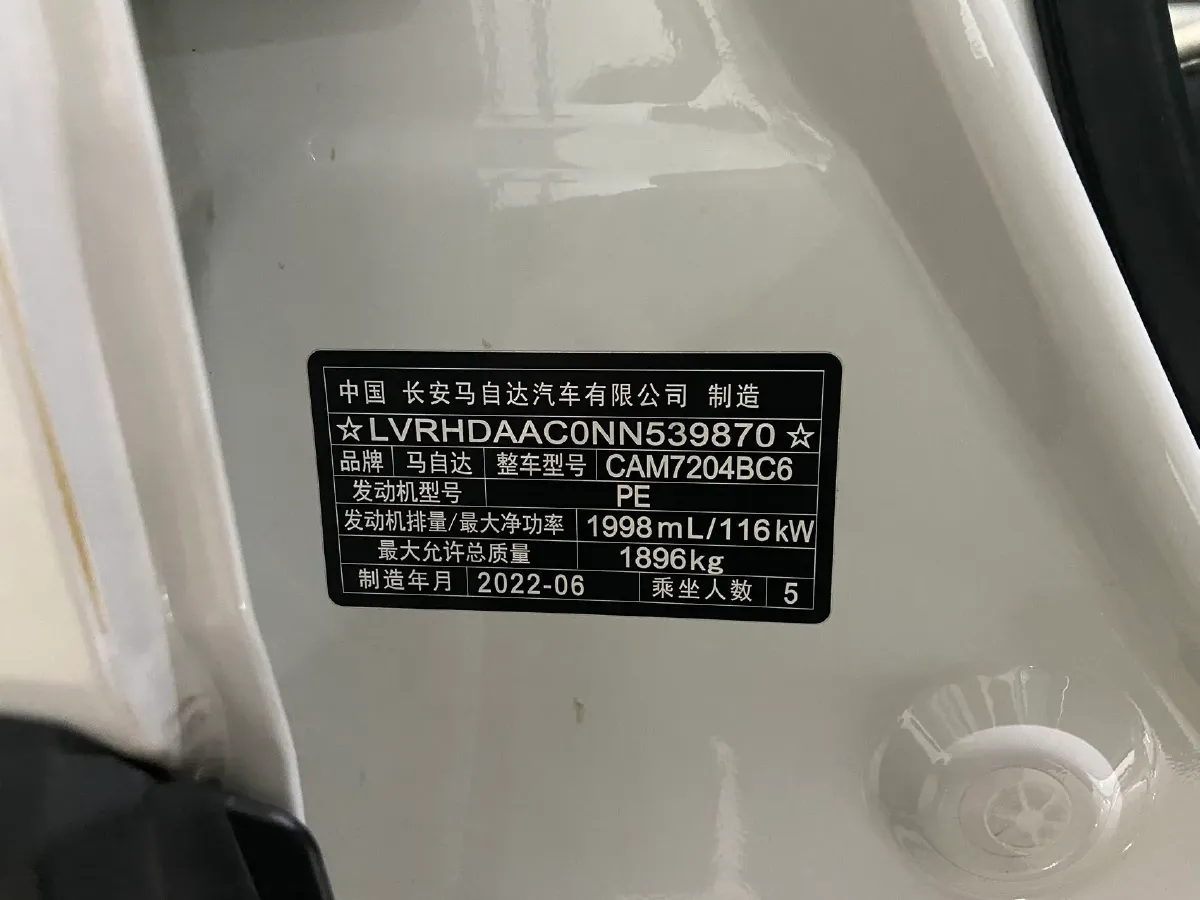 中国 长安马自达汽车有限公司 制造
☆LVRHDAAC0NN539870☆
品牌 马自达 整车型号 CAM7204BC6
发动机型号 PE
发动机排量/最大净功率 1998mL/116kW
最大允许总质量 1896kg
制造年月 2022-06 乘坐人数 5